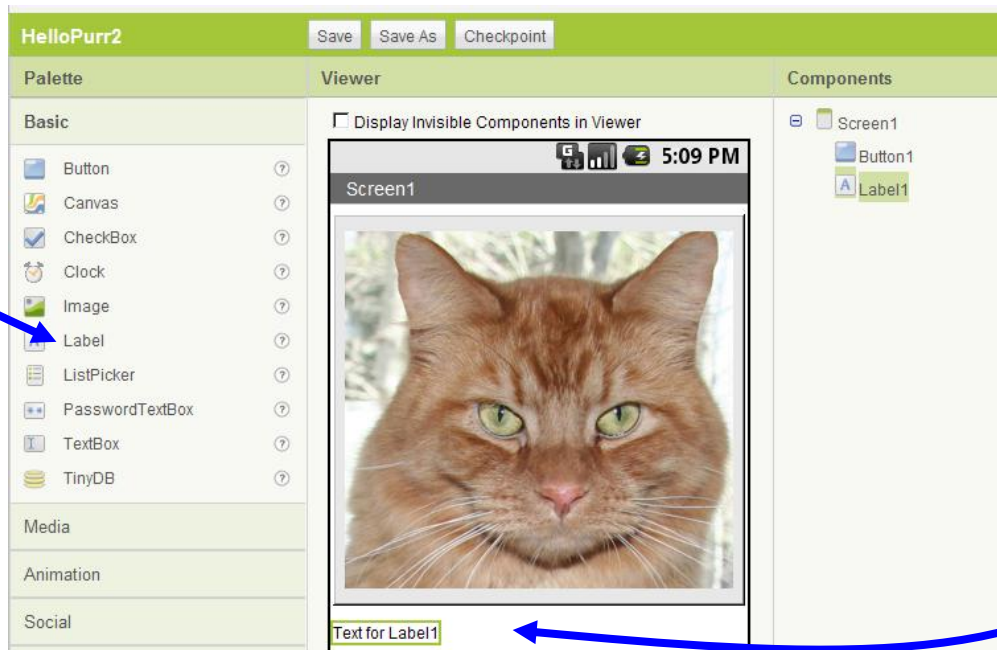 HelloPurr2
Save Save As Checkpoint
Palette
Viewer
Components
Basic
Button ?
Canvas ?
CheckBox ?
Clock ?
Image ?
Label ?
ListPicker ?
PasswordTextBox ?
TextBox ?
TinyDB ?
Media
Animation
Social
Display Invisible Components in Viewer
G 5:09 PM
Screen1
Text for Label1
Screen1
Button1
A Label1